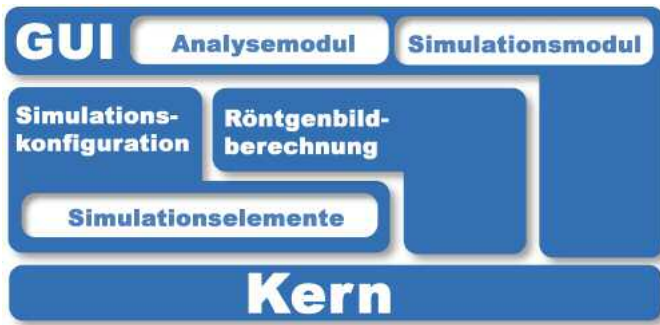 GUI Analysemodul Simulationsmodul
Simulations-
konfiguration
Röntgenbild-
berechnung
Simulationselemente
Kern